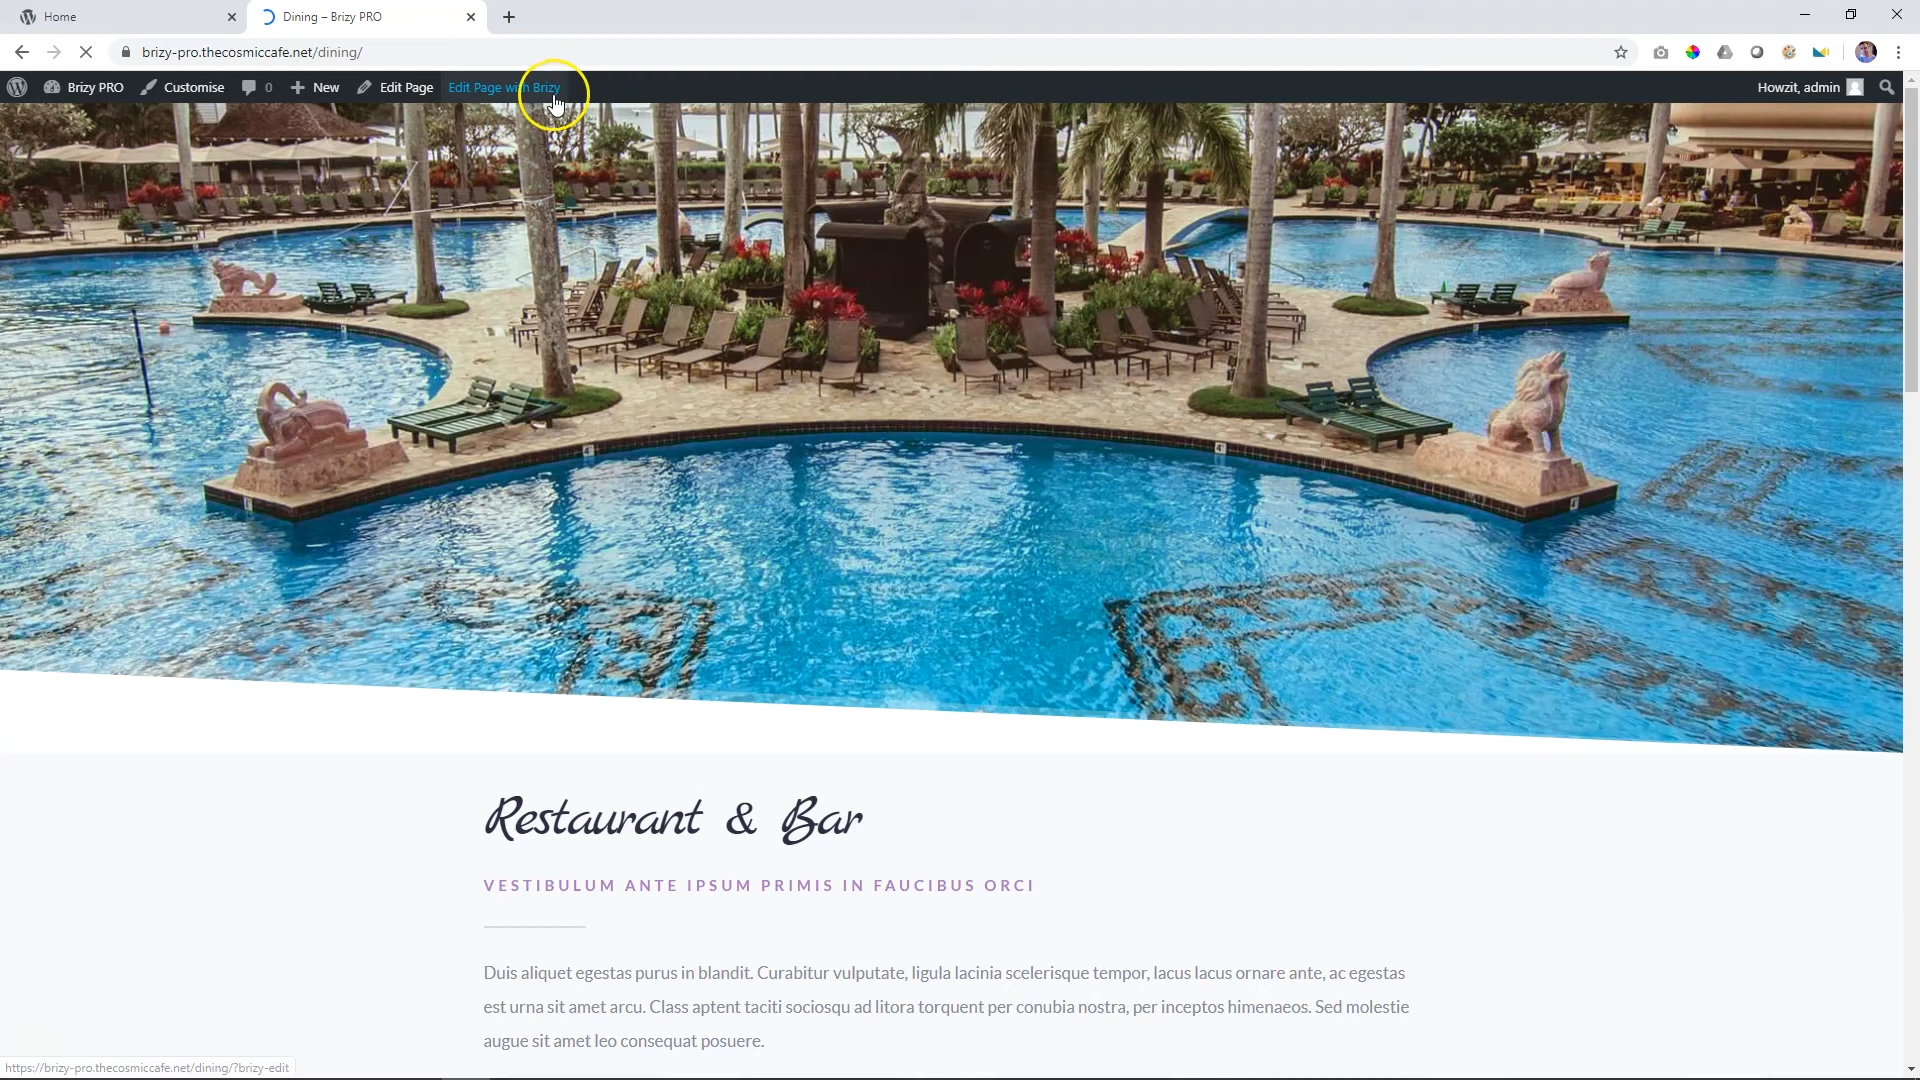 Home
Dining – Brizy PRO
brizy-pro.thecosmiccafe.net/dining/
Brizy PRO Customise 0 New Edit Page Edit Page with Brizy Howzit, admin
Restaurant & Bar
VESTIBULUM ANTE IPSUM PRIMIS IN FAUCIBUS ORCI
Duis aliquet egestas purus in blandit. Curabitur vulputate, ligula lacinia scelerisque tempor, lacus lacus ornare ante, ac egestas
est urna sit amet arcu. Class aptent taciti sociosqu ad litora torquent per conubia nostra, per inceptos himenaeos. Sed molestie
augue sit amet leo consequat posuere.
https://brizy-pro.thecosmiccafe.net/dining/?brizy-edit